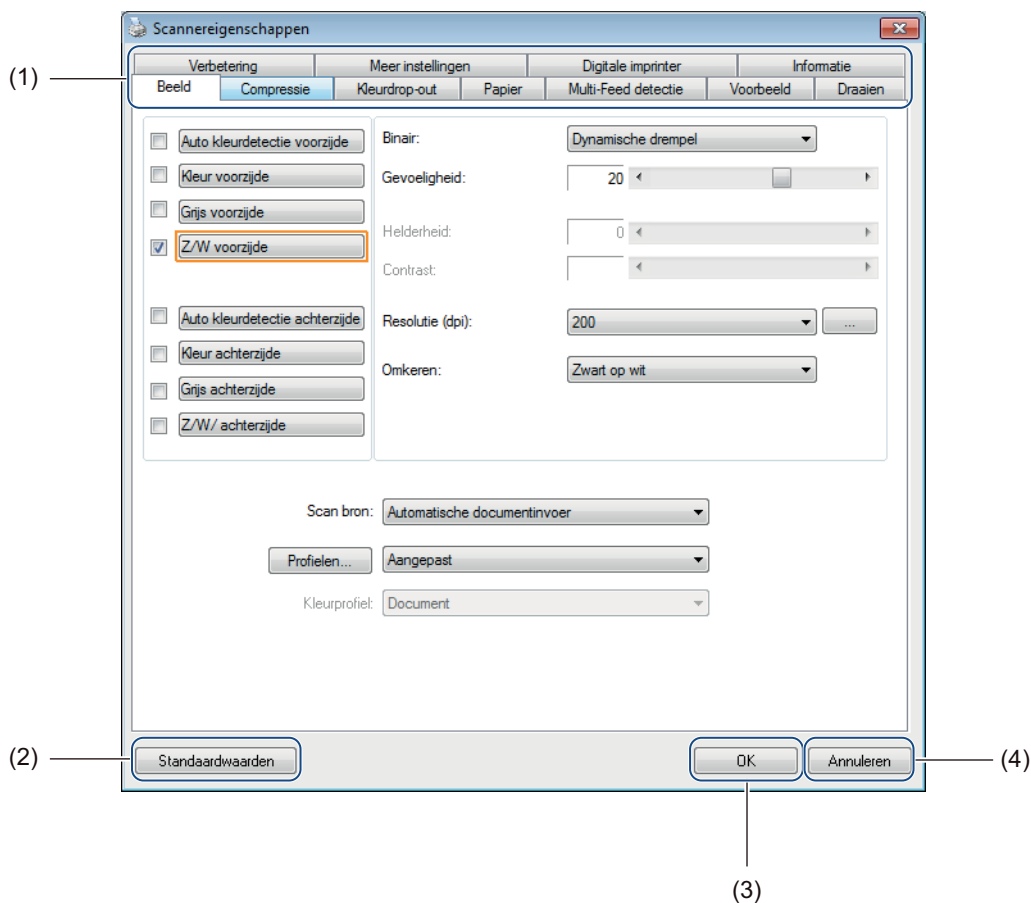 Scannereigenschappen
(1)
Verbetering Meer instellingen Digitale imprinter Informatie
Beeld Compressie Kleurdrop-out Papier Multi-Feed detectie Voorbeeld Draaien
Auto kleurdetectie voorzijde
Kleur voorzijde
Grijs voorzijde
Z/W voorzijde
Auto kleurdetectie achterzijde
Kleur achterzijde
Grijs achterzijde
Z/W/ achterzijde
Binair: Dynamische drempel
Gevoeligheid: 20
Helderheid: 0
Contrast:
Resolutie (dpi): 200 ...
Omkeren: Zwart op wit
Scan bron: Automatische documentinvoer
Profielen... Aangepast
Kleurprofiel: Document
(2)
Standaardwaarden OK Annuleren
(4)
(3)